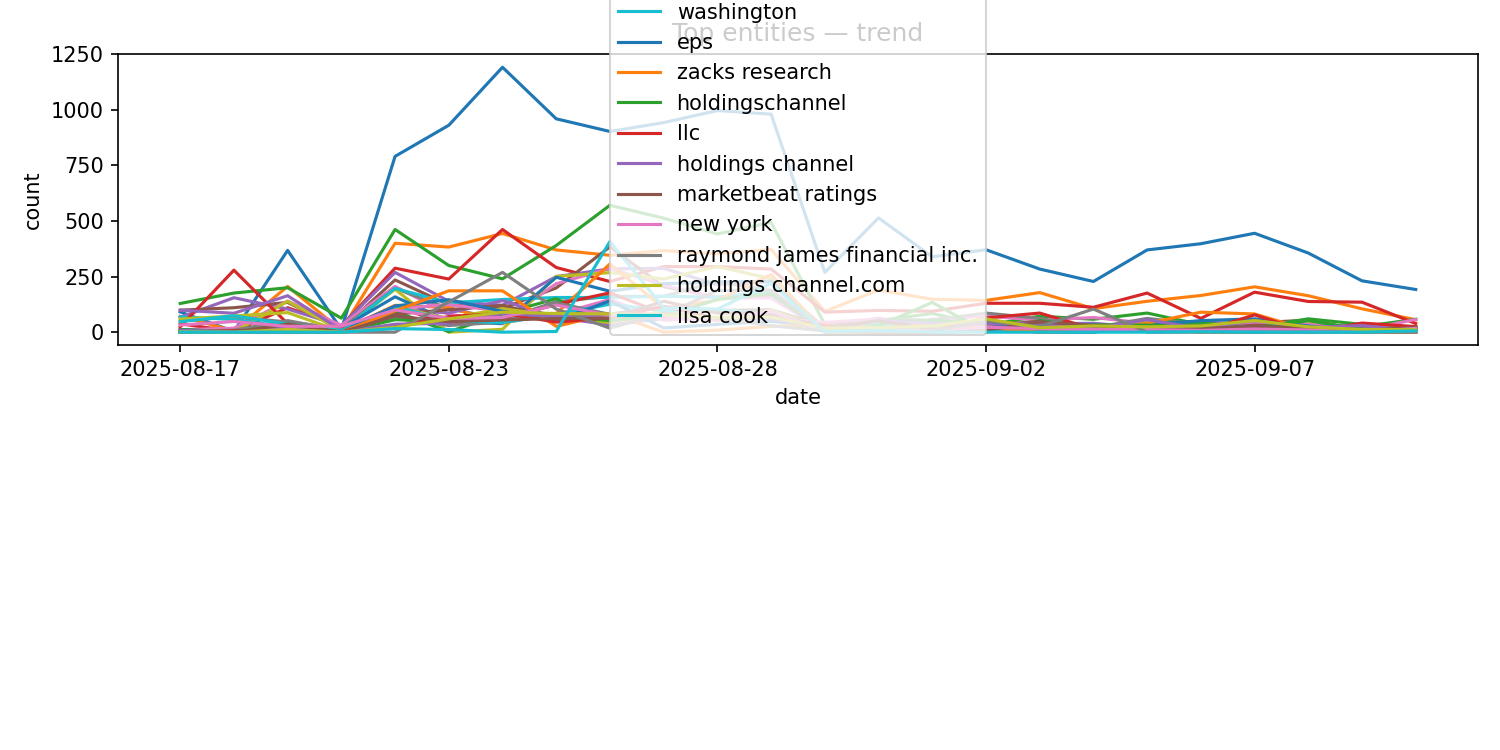 washington
Top entities — trend
eps
zacks research
holdingschannel
llc
holdings channel
marketbeat ratings
new york
raymond james financial inc.
holdings channel.com
lisa cook
1250
1000
750
500
250
0
count
2025-08-17
2025-08-23
2025-08-28
2025-09-02
2025-09-07
date